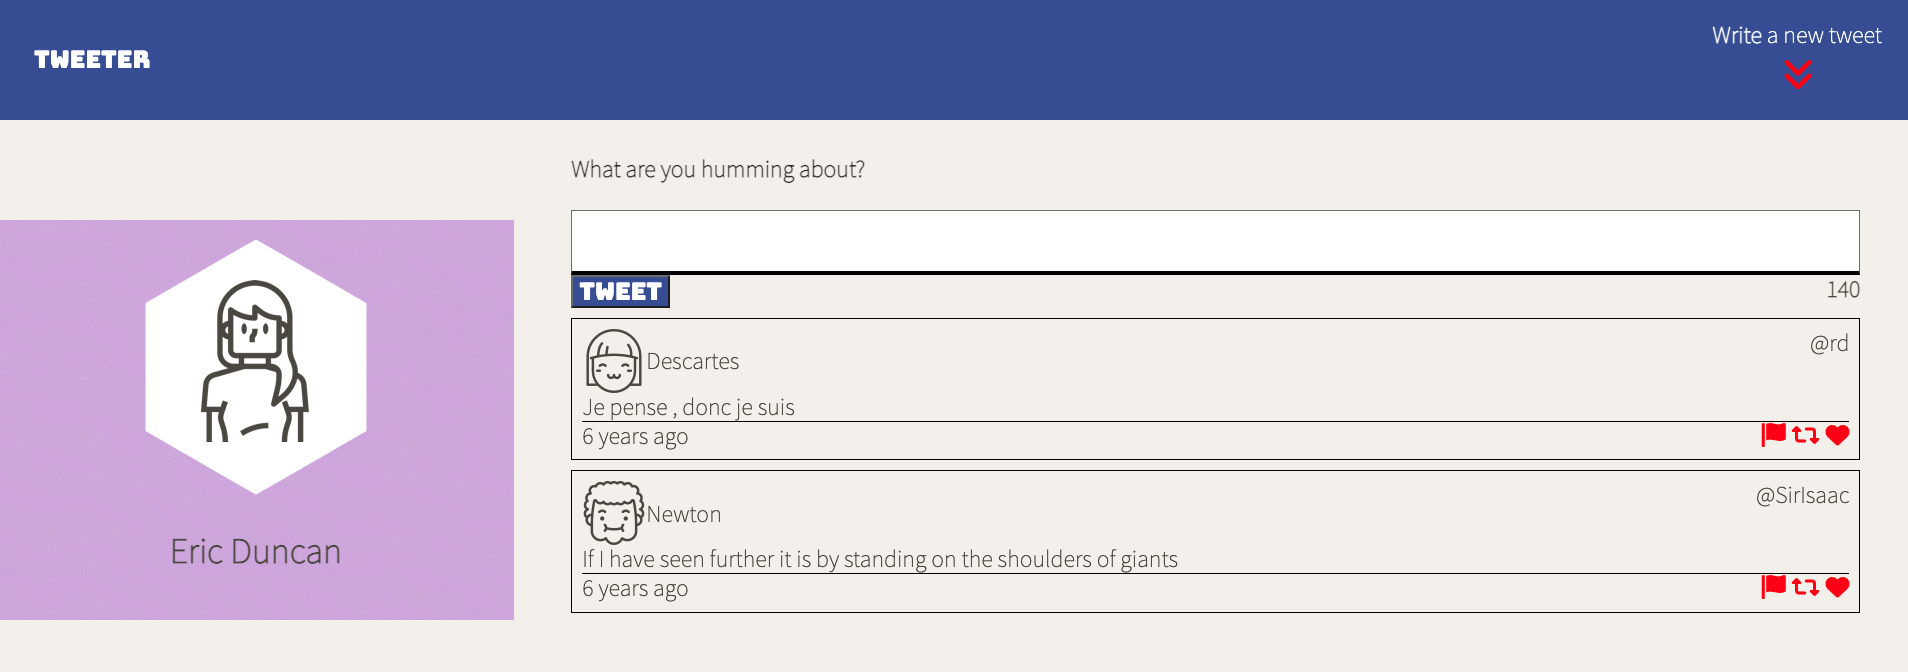 TWEETER
Write a new tweet
What are you humming about?
TWEET
140
Eric Duncan
Descartes
@rd
Je pense , donc je suis
6 years ago
Newton
@SirIsaac
If I have seen further it is by standing on the shoulders of giants
6 years ago